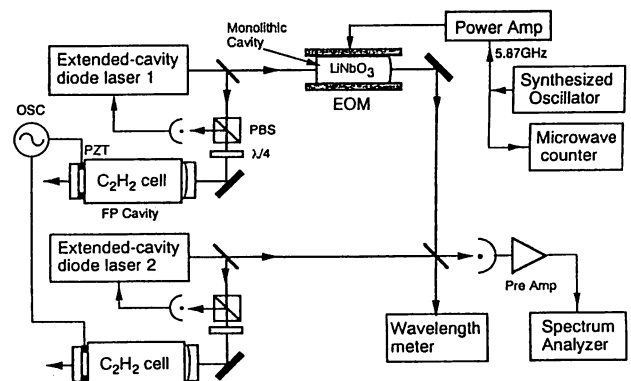 Monolithic
Cavity
Power Amp
Extended-cavity
diode laser 1
LiNbO3
EOM
5.87GHz
Synthesized
Oscillator
Microwave
counter
OSC
PBS
λ/4
PZT
C2H2 cell
FP Cavity
Extended-cavity
diode laser 2
Pre Amp
Wavelength
meter
Spectrum
Analyzer
C2H2 cell